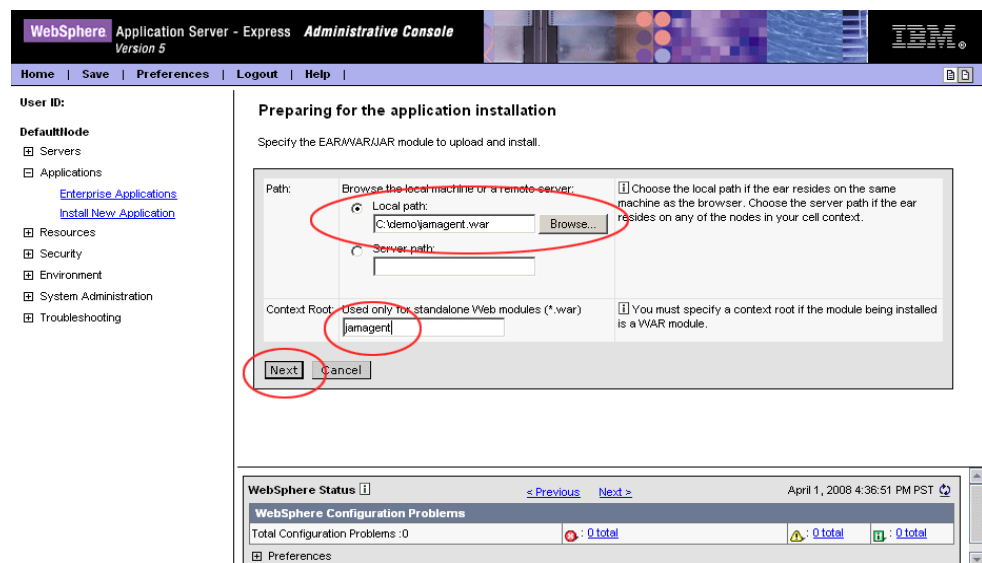 WebSphere Application Server - Express Administrative Console
Version 5
IBM®
Home | Save | Preferences | Logout | Help |
User ID:
DefaultNode
Servers
Applications
Enterprise Applications
Install New Application
Resources
Security
Environment
System Administration
Troubleshooting
Preparing for the application installation
Specify the EAR/WAR/JAR module to upload and install.
Path:
Browse the local machine or a remote server:
Local path:
C:\demo\jamagent.war
Browse...
Server path:
i Choose the local path if the ear resides on the same
machine as the browser. Choose the server path if the ear
resides on any of the nodes in your cell context.
Context Root:
Used only for standalone Web modules (*.war)
jamagent
i You must specify a context root if the module being installed
is a WAR module.
Next
Cancel
WebSphere Status i
< Previous Next >
April 1, 2008 4:36:51 PM PST
WebSphere Configuration Problems
Total Configuration Problems :0
: 0 total
: 0 total
: 0 total
Preferences